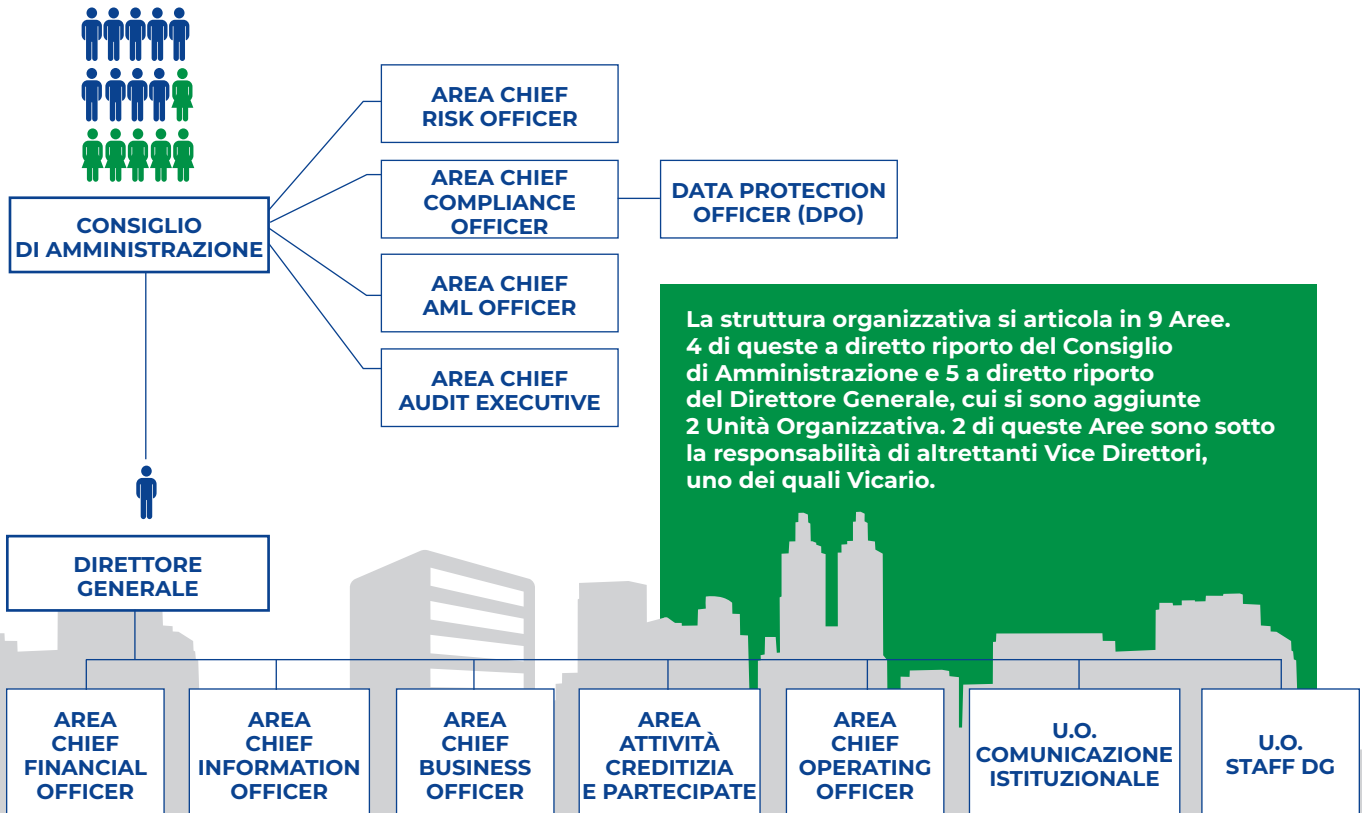 AREA CHIEF
RISK OFFICER
AREA CHIEF
COMPLIANCE
OFFICER
DATA PROTECTION
OFFICER (DPO)
CONSIGLIO
DI AMMINISTRAZIONE
AREA CHIEF
AML OFFICER
AREA CHIEF
AUDIT EXECUTIVE
La struttura organizzativa si articola in 9 Aree.
4 di queste a diretto riporto del Consiglio
di Amministrazione e 5 a diretto riporto
del Direttore Generale, cui si sono aggiunte
2 Unità Organizzativa. 2 di queste Aree sono sotto
la responsabilità di altrettanti Vice Direttori,
uno dei quali Vicario.
DIRETTORE
GENERALE
AREA
CHIEF
FINANCIAL
OFFICER
AREA
CHIEF
INFORMATION
OFFICER
AREA
CHIEF
BUSINESS
OFFICER
AREA
ATTIVITÀ
CREDITIZIA
E PARTECIPATE
AREA
CHIEF
OPERATING
OFFICER
U.O.
COMUNICAZIONE
ISTITUZIONALE
U.O.
STAFF DG